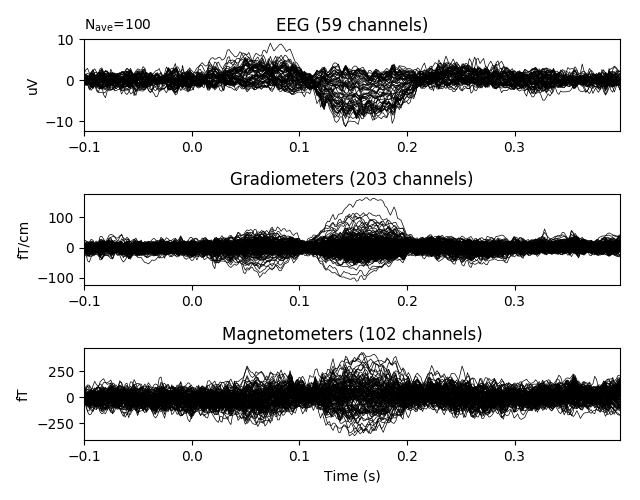 N_ave=100
EEG (59 channels)
10
0
−10
uV
−0.1 0.0 0.1 0.2 0.3
Gradiometers (203 channels)
100
0
−100
fT/cm
−0.1 0.0 0.1 0.2 0.3
Magnetometers (102 channels)
250
0
−250
fT
−0.1 0.0 0.1 0.2 0.3
Time (s)